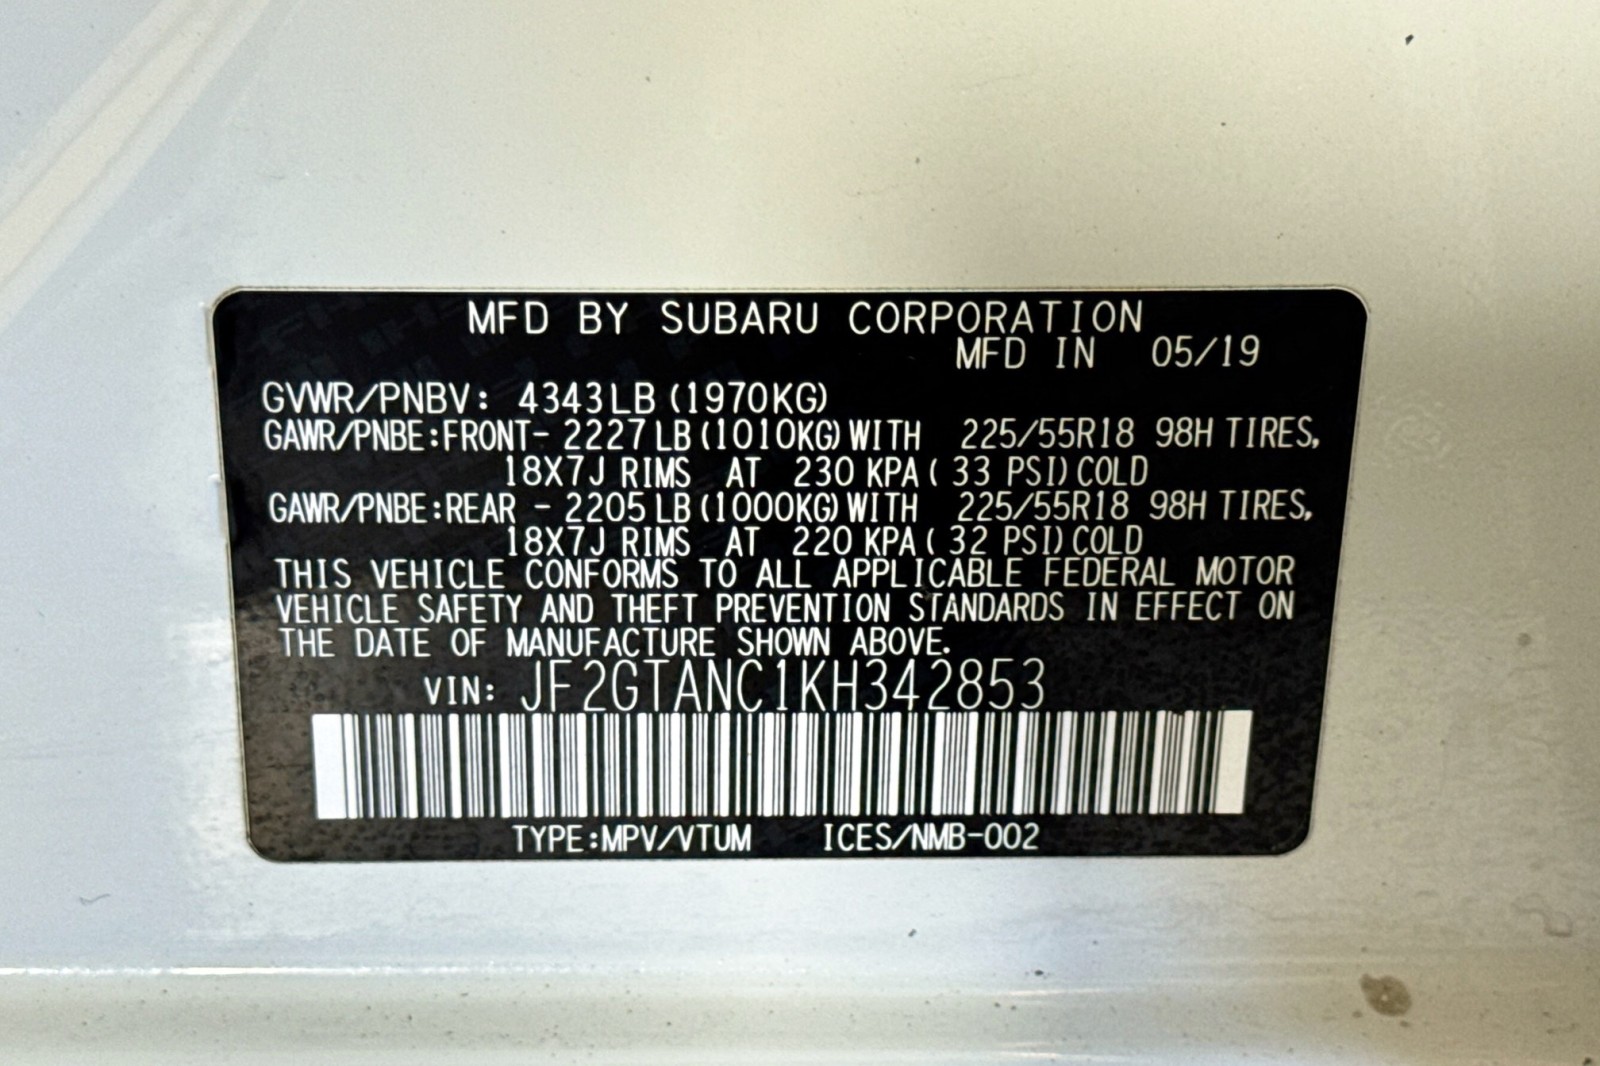 MFD BY SUBARU CORPORATION
MFD IN 05/19
GVWR/PNBV: 4343LB (1970KG)
GAWR/PNBE:FRONT- 2227LB (1010KG) WITH 225/55R18 98H TIRES,
18X7J RIMS AT 230 KPA ( 33 PSI) COLD
GAWR/PNBE:REAR - 2205LB (1000KG) WITH 225/55R18 98H TIRES,
18X7J RIMS AT 220 KPA ( 32 PSI) COLD
THIS VEHICLE CONFORMS TO ALL APPLICABLE FEDERAL MOTOR
VEHICLE SAFETY AND THEFT PREVENTION STANDARDS IN EFFECT ON
THE DATE OF MANUFACTURE SHOWN ABOVE.
VIN: JF2GTANC1KH342853
TYPE:MPV/VTUM ICES/NMB-002